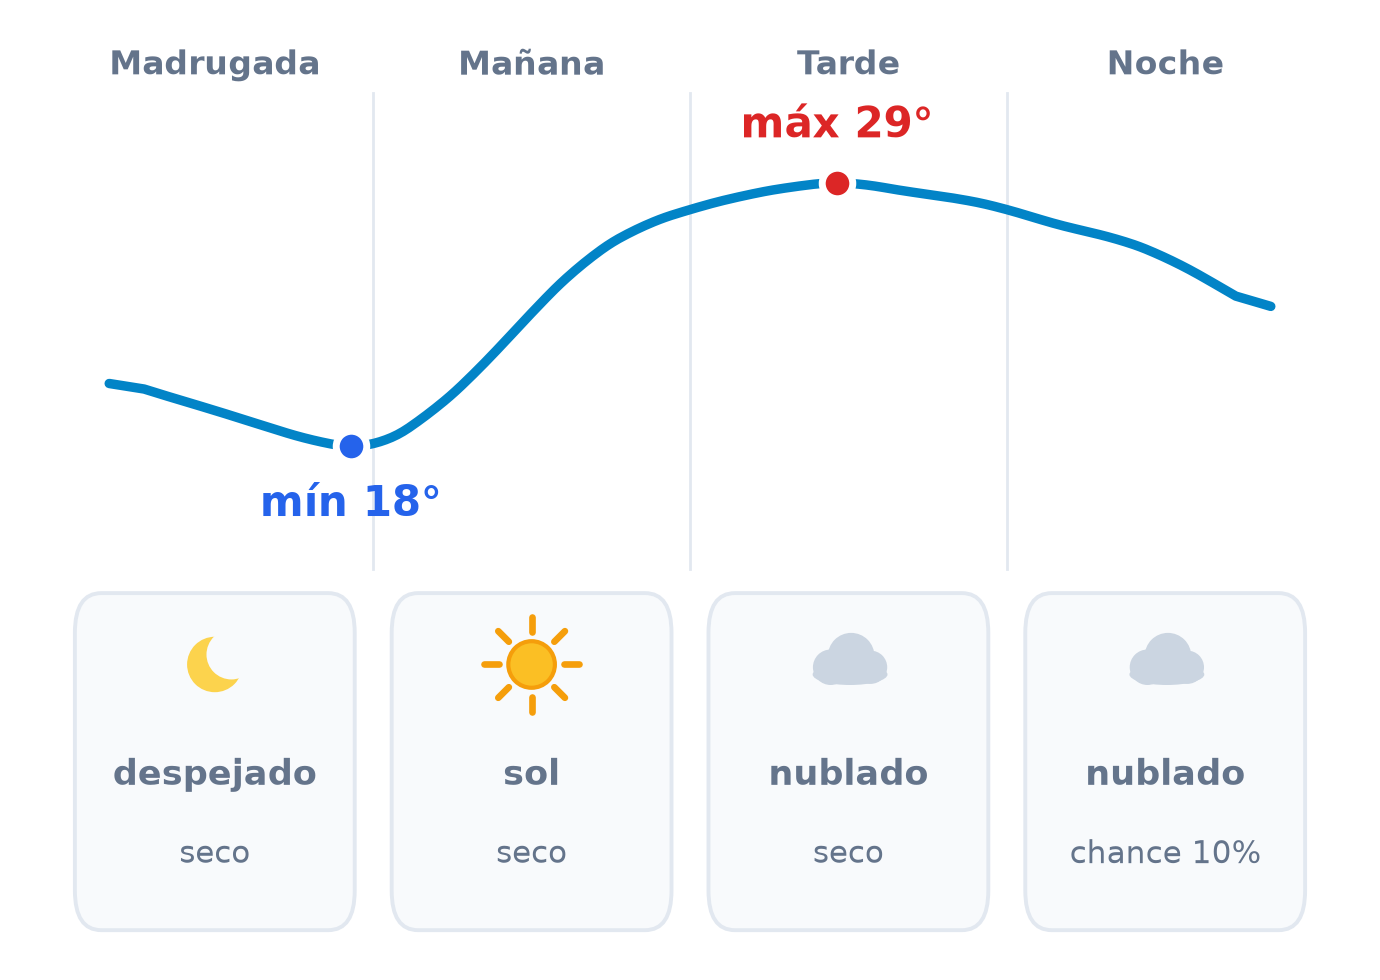 Madrugada
Mañana
Tarde
Noche
máx 29°
mín 18°
despejado
sol
nublado
nublado
seco
seco
seco
chance 10%